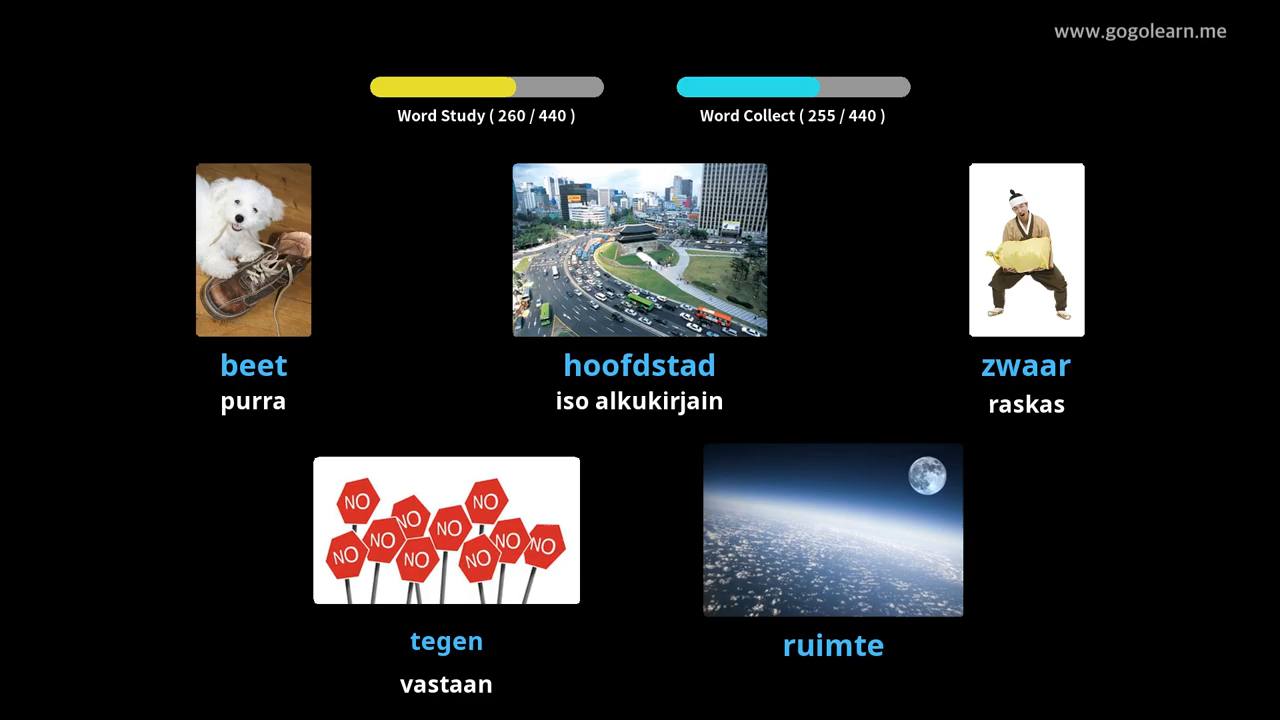 www.gogolearn.me
Word Study ( 260 / 440 )
Word Collect ( 255 / 440 )
beet
purra
hoofdstad
iso alkukirjain
zwaar
raskas
NO
NO
NO
NO
NO
NO
NO
NO
NO
NO
tegen
vastaan
ruimte